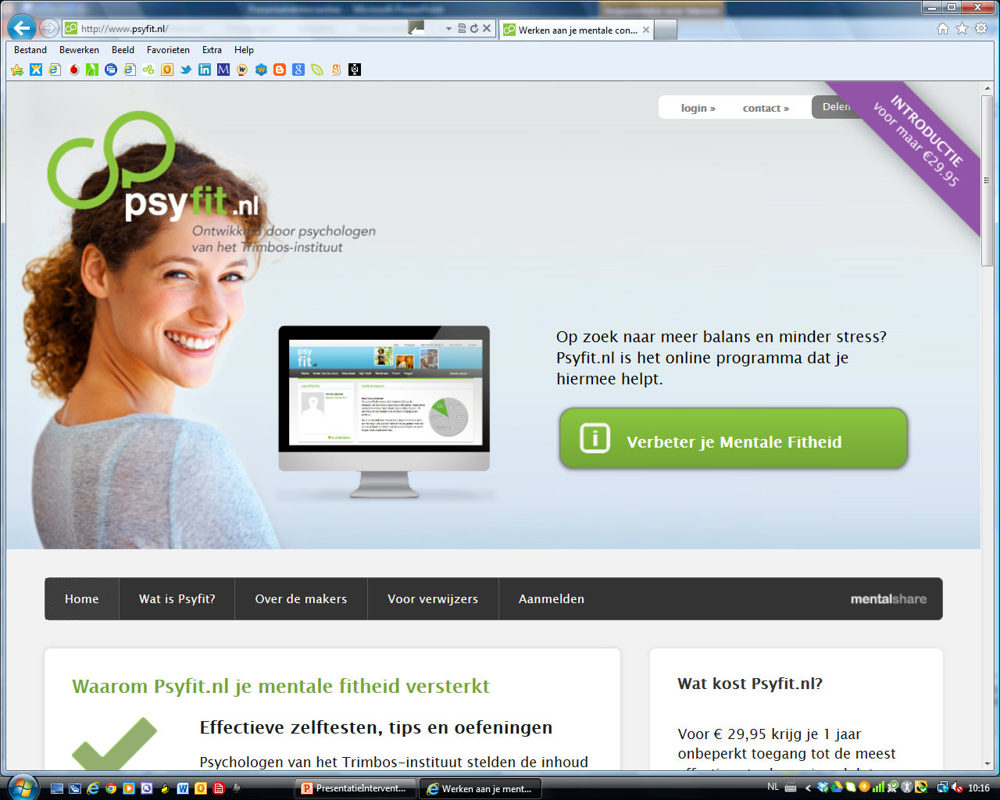 http://www.psyfit.nl/
Werken aan je mentale con...
Bestand Bewerken Beeld Favorieten Extra Help
login » contact » Delen
INTRODUCTIE
voor maar €29.95
psyfit.nl
Ontwikkeld door psychologen
van het Trimbos-instituut
psy
fit.nl
Op zoek naar meer balans en minder stress?
Psyfit.nl is het online programma dat je
hiermee helpt.
Verbeter je Mentale Fitheid
Home Wat is Psyfit? Over de makers Voor verwijzers Aanmelden mentalshare
Waarom Psyfit.nl je mentale fitheid versterkt
Effectieve zelftesten, tips en oefeningen
Psychologen van het Trimbos-instituut stelden de inhoud
Wat kost Psyfit.nl?
Voor € 29,95 krijg je 1 jaar
onbeperkt toegang tot de meest
PresentatieIntervent... Werken aan je ment... NL 10:16